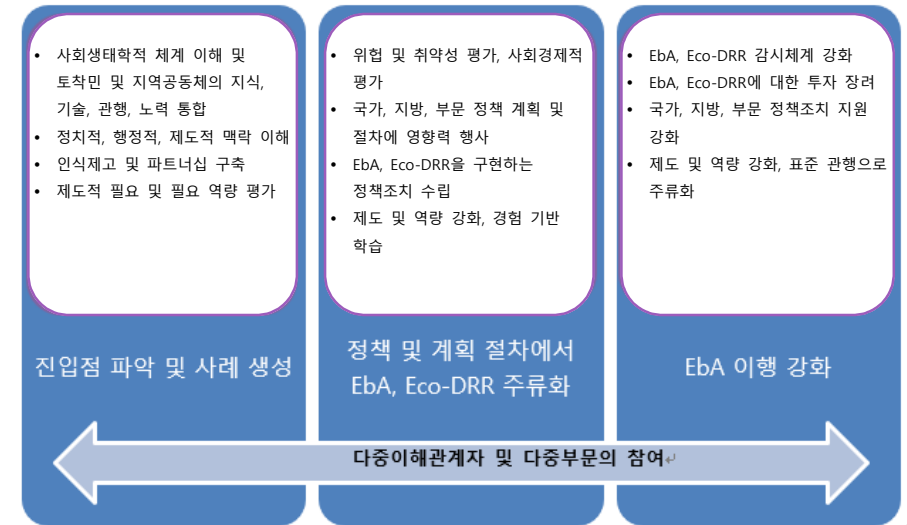 • 사회생태학적 체계 이해 및
토착민 및 지역공동체의 지식,
기술, 관행, 노력 통합
• 정치적, 행정적, 제도적 맥락 이해
• 인식제고 및 파트너십 구축
• 제도적 필요 및 필요 역량 평가
진입점 파악 및 사례 생성
• 위험 및 취약성 평가, 사회경제적
평가
• 국가, 지방, 부문 정책 계획 및
절차에 영향력 행사
• EbA, Eco-DRR을 구현하는
정책조치 수립
• 제도 및 역량 강화, 경험 기반
학습
정책 및 계획 절차에서
EbA, Eco-DRR 주류화
• EbA, Eco-DRR 감시체계 강화
• EbA, Eco-DRR에 대한 투자 장려
• 국가, 지방, 부문 정책조치 지원
강화
• 제도 및 역량 강화, 표준 관행으로
주류화
EbA 이행 강화
다중이해관계자 및 다중부문의 참여↵